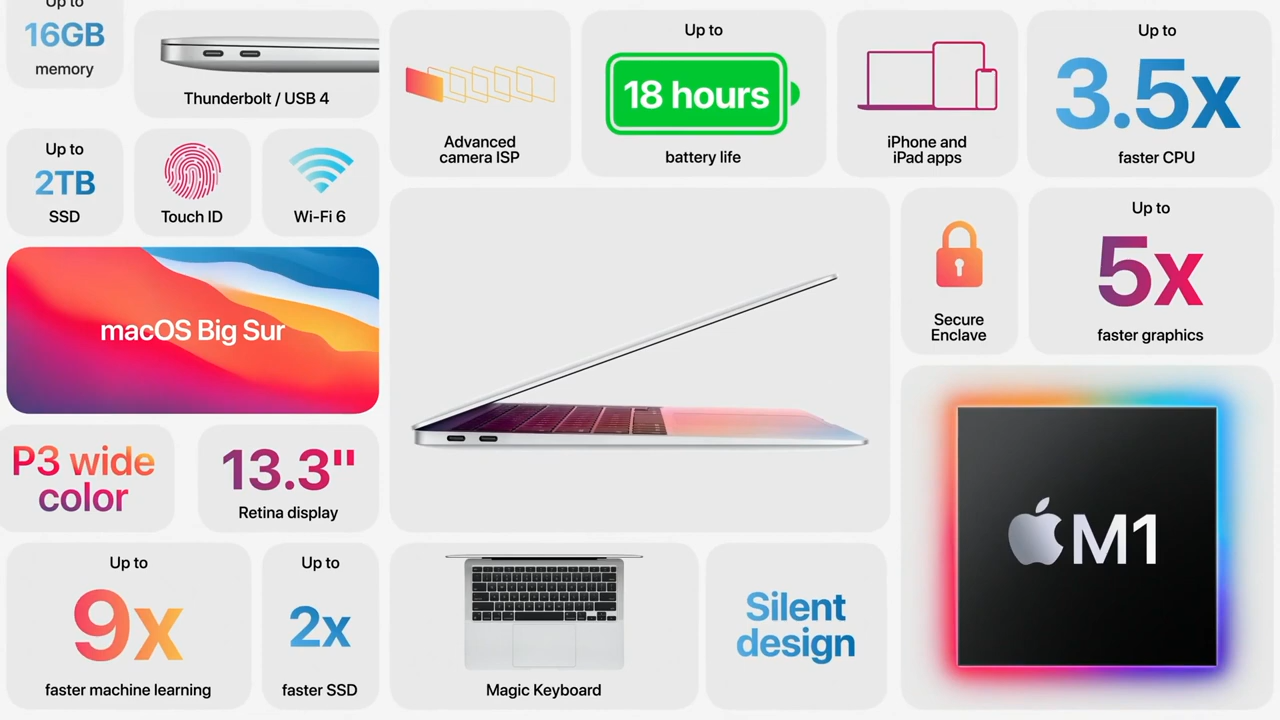 Up to
16GB
memory
Thunderbolt / USB 4
Advanced
camera ISP
Up to
18 hours
battery life
iPhone and
iPad apps
Up to
3.5x
faster CPU
Up to
2TB
SSD
Touch ID
Wi-Fi 6
macOS Big Sur
Secure
Enclave
Up to
5x
faster graphics
P3 wide
color
13.3"
Retina display
M1
Up to
9x
faster machine learning
Up to
2x
faster SSD
Magic Keyboard
Silent
design